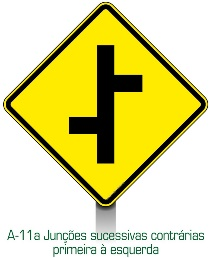 A-11a Junções sucessivas contrárias
primeira à esquerda